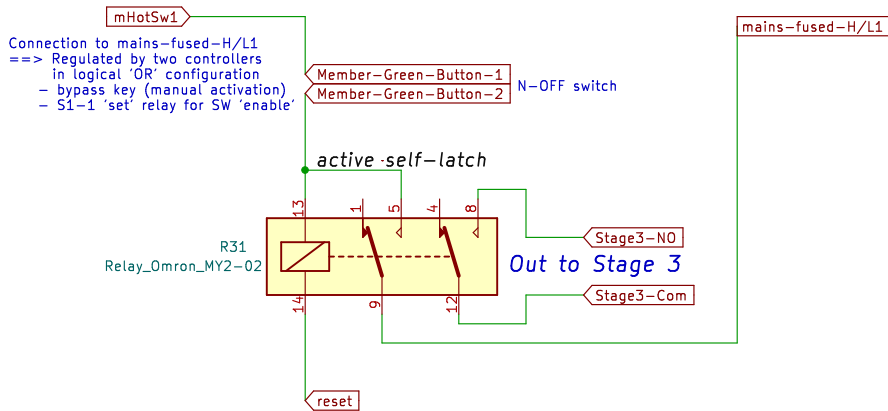 mHotSw1
mains-fused-H/L1
Connection to mains-fused-H/L1
==> Regulated by two controllers
in logical 'OR' configuration
- bypass key (manual activation)
- S1-1 'set' relay for SW 'enable'
Member-Green-Button-1
Member-Green-Button-2
N-OFF switch
active -self-latch
13
1
5
4
8
R31
Relay_Omron_MY2-02
Stage3-NO
Out to Stage 3
Stage3-Com
14
9
12
reset